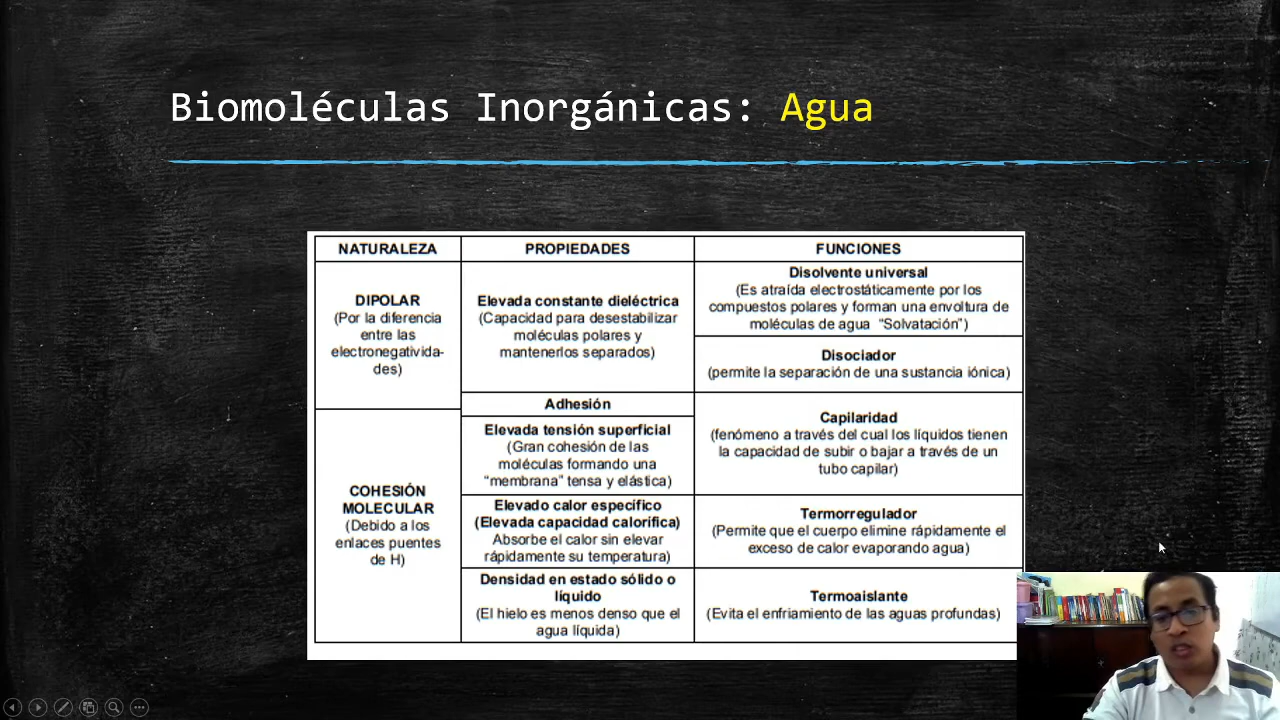 Biomoléculas Inorgánicas: Agua
NATURALEZA
PROPIEDADES
FUNCIONES
DIPOLAR
(Por la diferencia
entre las
electronegativida-
des)
Elevada constante dieléctrica
(Capacidad para desestabilizar
moléculas polares y
mantenerlos separados)
Disolvente universal
(Es atraída electrostáticamente por los
compuestos polares y forman una envoltura de
moléculas de agua "Solvatación")
Disociador
(permite la separación de una sustancia iónica)
Adhesión
Capilaridad
(fenómeno a través del cual los líquidos tienen
la capacidad de subir o bajar a través de un
tubo capilar)
COHESIÓN
MOLECULAR
(Debido a los
enlaces puentes
de H)
Elevada tensión superficial
(Gran cohesión de las
moléculas formando una
"membrana" tensa y elástica)
Elevado calor específico
(Elevada capacidad calorífica)
Absorbe el calor sin elevar
rápidamente su temperatura)
Termorregulador
(Permite que el cuerpo elimine rápidamente el
exceso de calor evaporando agua)
Densidad en estado sólido o
líquido
(El hielo es menos denso que el
agua líquida)
Termoaislante
(Evita el enfriamiento de las aguas profundas)